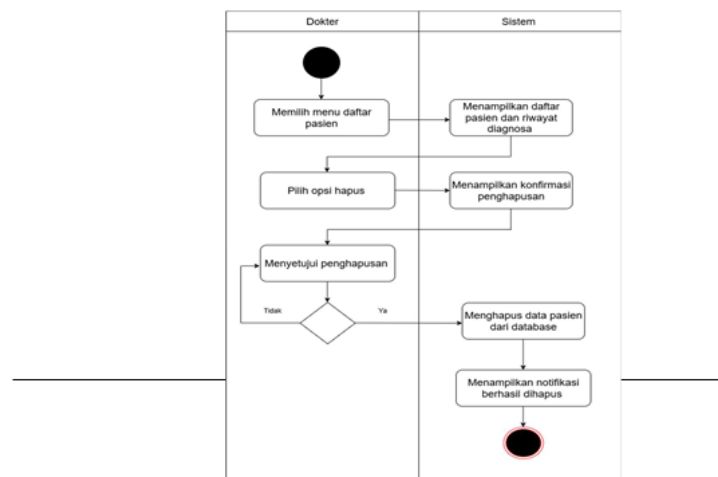 Dokter
Sistem
Memilih menu daftar
pasien
Menampilkan daftar
pasien dan riwayat
diagnosa
Pilih opsi hapus
Menampilkan konfirmasi
penghapusan
Menyetujui penghapusan
Tidak
Ya
Menghapus data pasien
dari database
Menampilkan notifikasi
berhasil dihapus